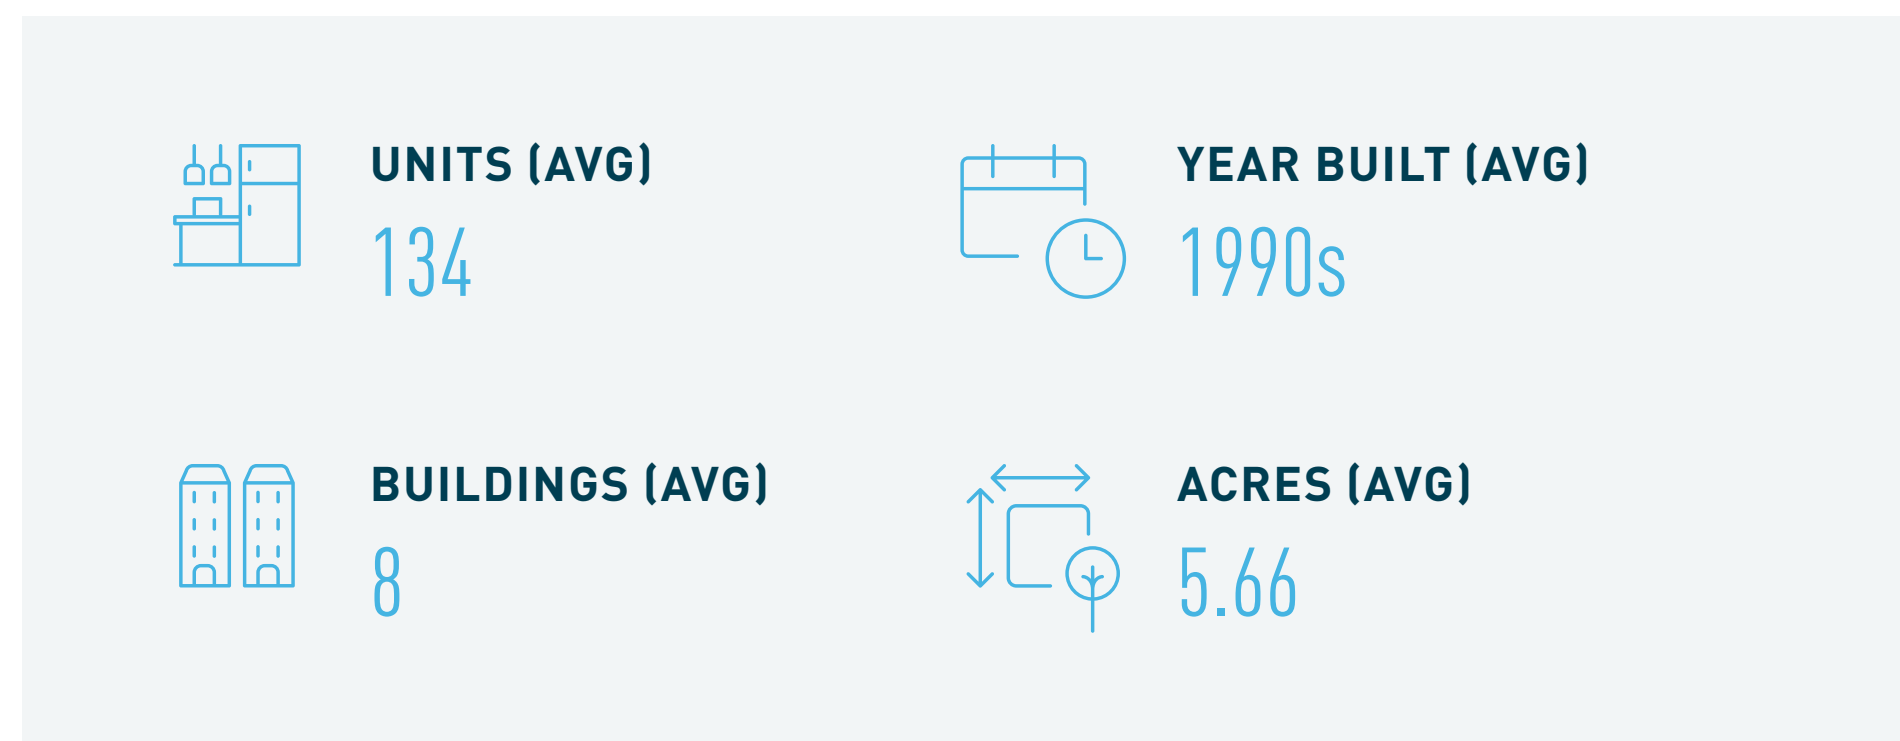 UNITS (AVG)
134
YEAR BUILT (AVG)
1990s
BUILDINGS (AVG)
8
ACRES (AVG)
5.66